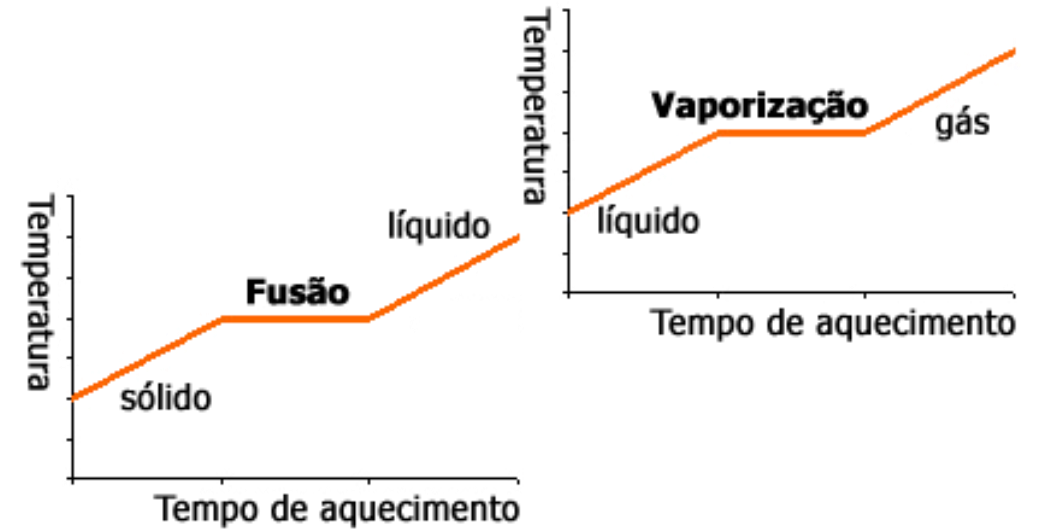 Temperatura
líquido
Fusão
sólido
Tempo de aquecimento
Temperatura
Vaporização
gás
líquido
Tempo de aquecimento